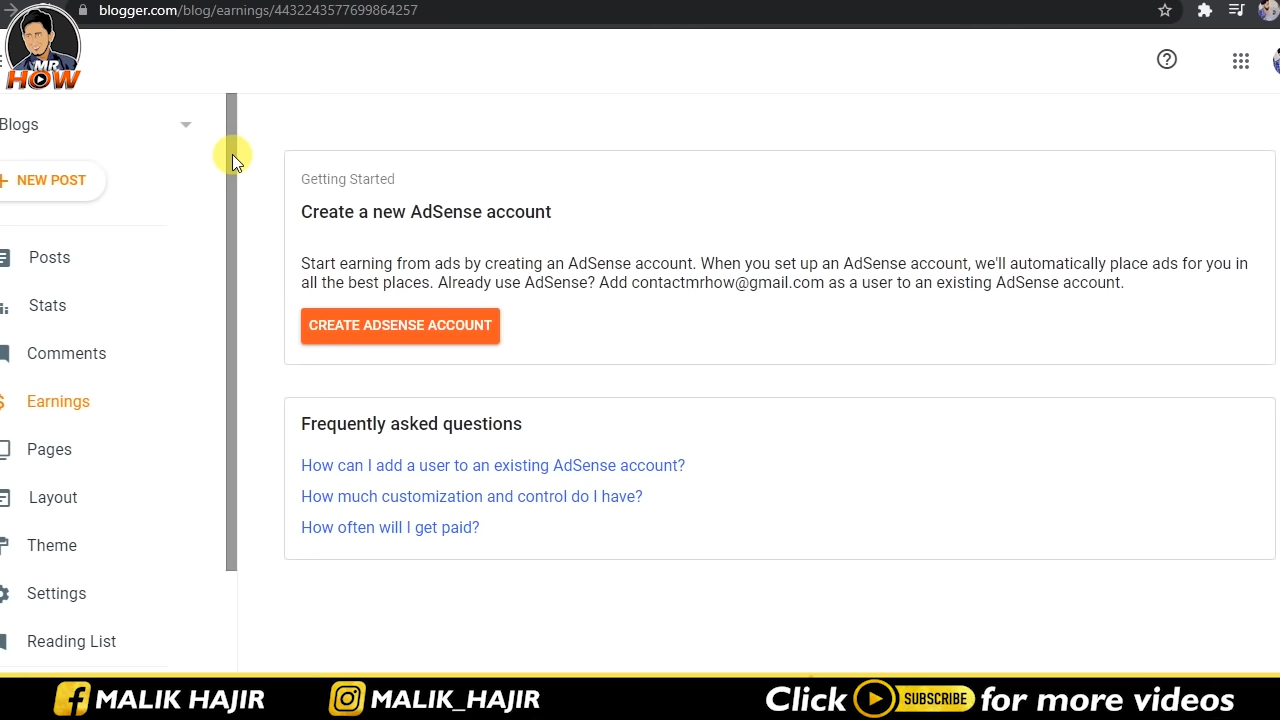 blogger.com/blog/earnings/4432243577699864257
MR
HOW
Blogs
+ NEW POST
Posts
Stats
Comments
Earnings
Pages
Layout
Theme
Settings
Reading List
Getting Started
Create a new AdSense account
Start earning from ads by creating an AdSense account. When you set up an AdSense account, we'll automatically place ads for you in
all the best places. Already use AdSense? Add contactmrhow@gmail.com as a user to an existing AdSense account.
CREATE ADSENSE ACCOUNT
Frequently asked questions
How can I add a user to an existing AdSense account?
How much customization and control do I have?
How often will I get paid?
MALIK HAJIR MALIK_HAJIR Click SUBSCRIBE for more videos